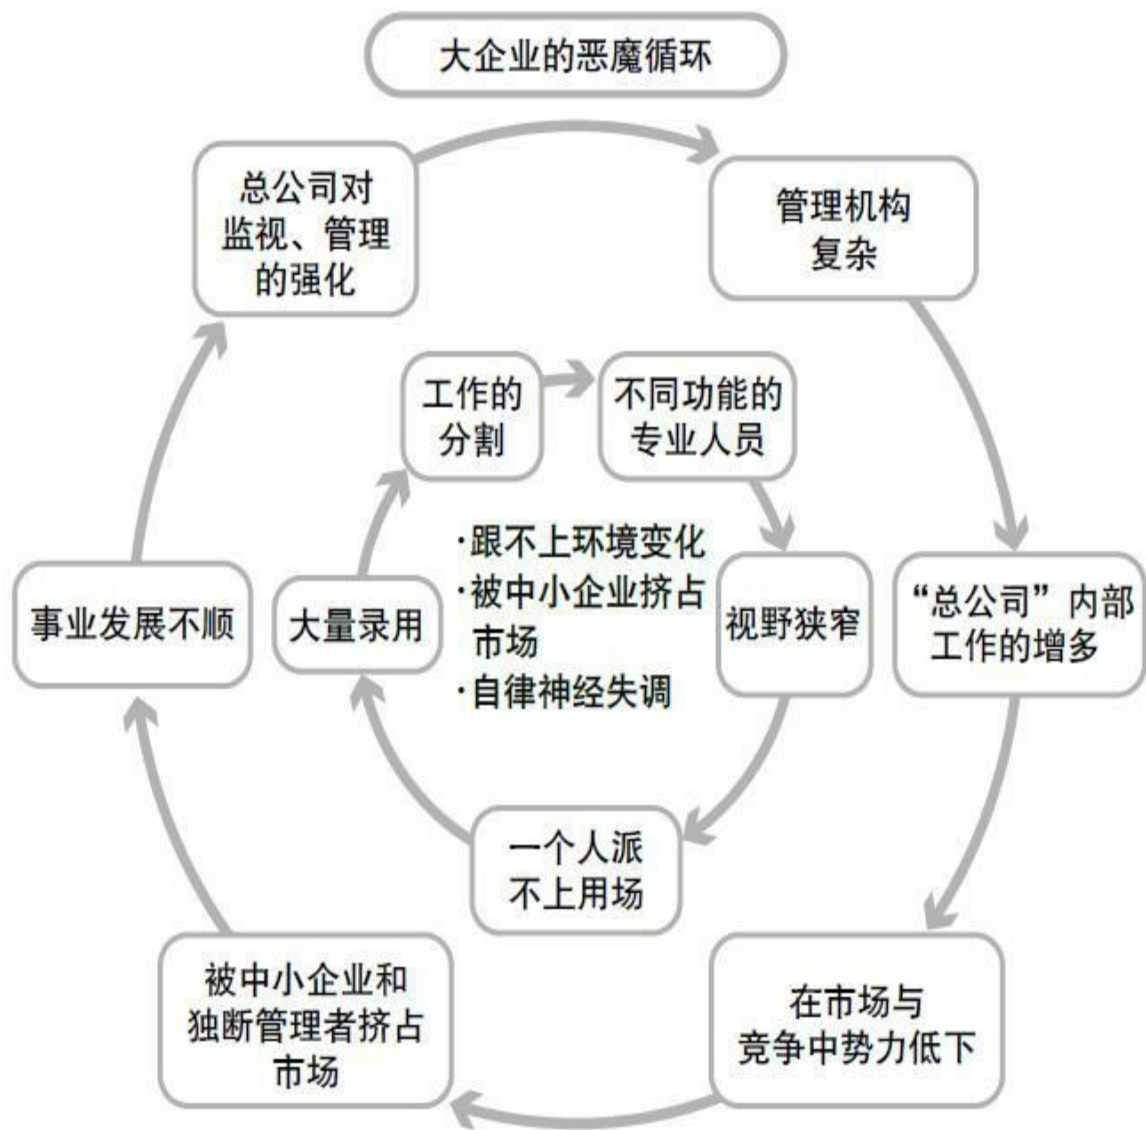 大企业的恶魔循环
总公司对
监视、管理
的强化
管理机构
复杂
工作的
分割
不同功能的
专业人员
·跟不上环境变化
·被中小企业挤占
市场
·自律神经失调
事业发展不顺
大量录用
视野狭窄
“总公司”内部
工作的增多
一个人派
不上用场
被中小企业和
独断管理者挤占
市场
在市场与
竞争中势力低下